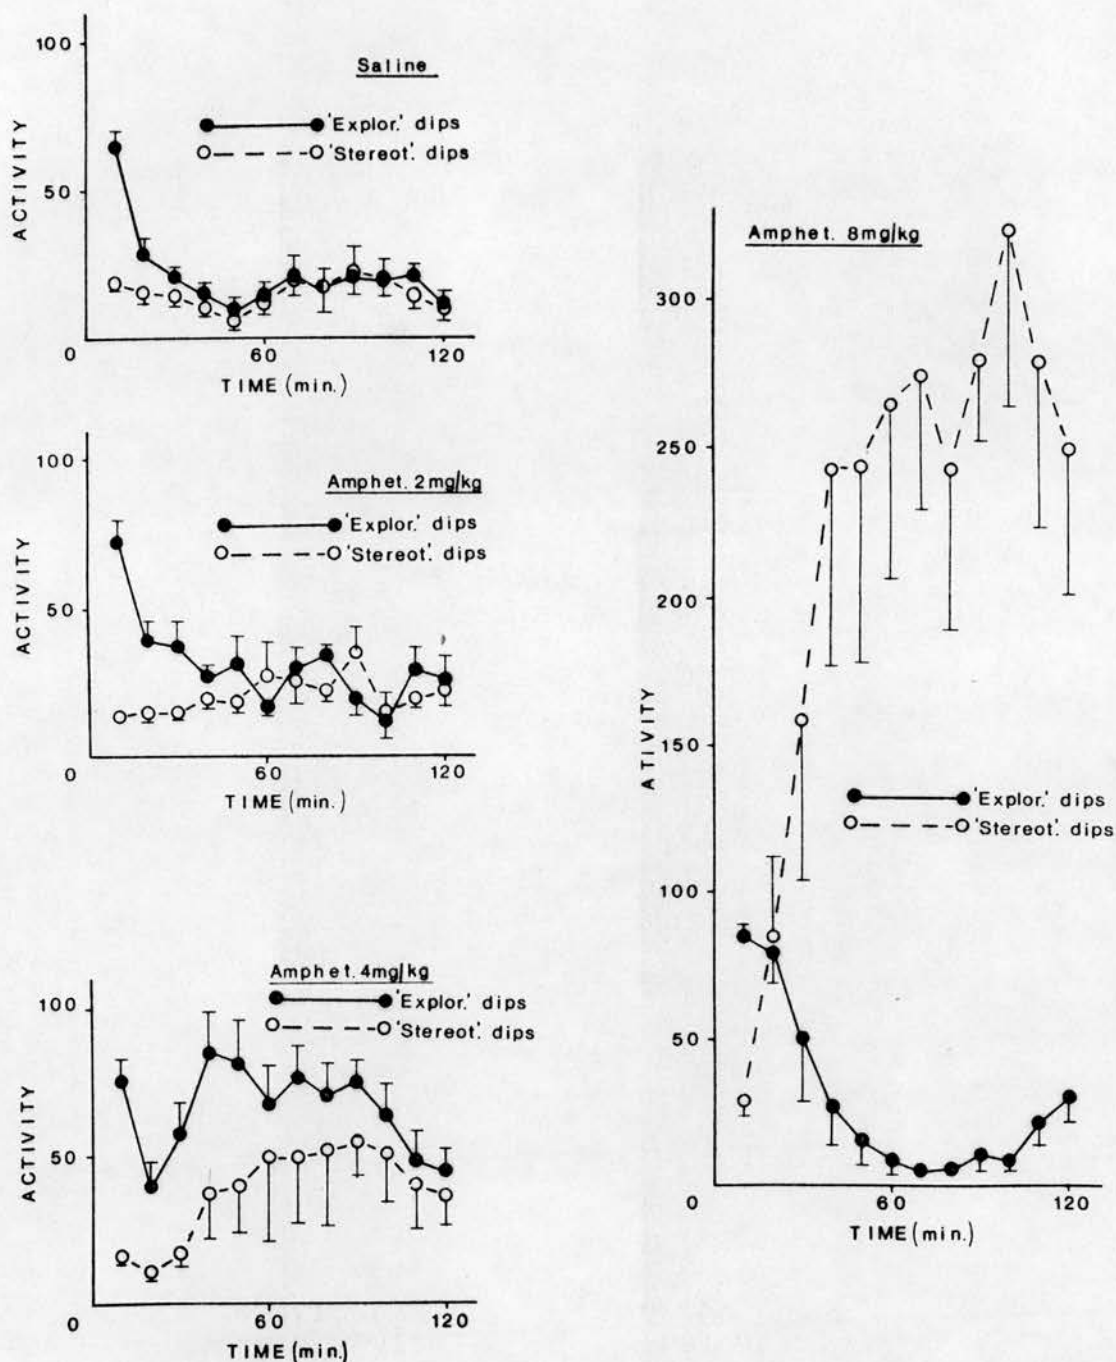 Saline
100
50
0
60
120
ACTIVITY
TIME (min.)
'Explor.' dips
'Stereot'. dips
Amphet. 2mg/kg
100
50
0
60
120
ACTIVITY
TIME (min.)
'Explor.' dips
'Stereot'. dips
Amphet. 4mg/kg
100
50
0
60
120
ACTIVITY
TIME (min.)
'Explor.' dips
'Stereot'. dips
Amphet. 8mg/kg
300
250
200
150
100
50
0
60
120
ATIVITY
TIME (min.)
'Explor.' dips
'Stereot'. dips